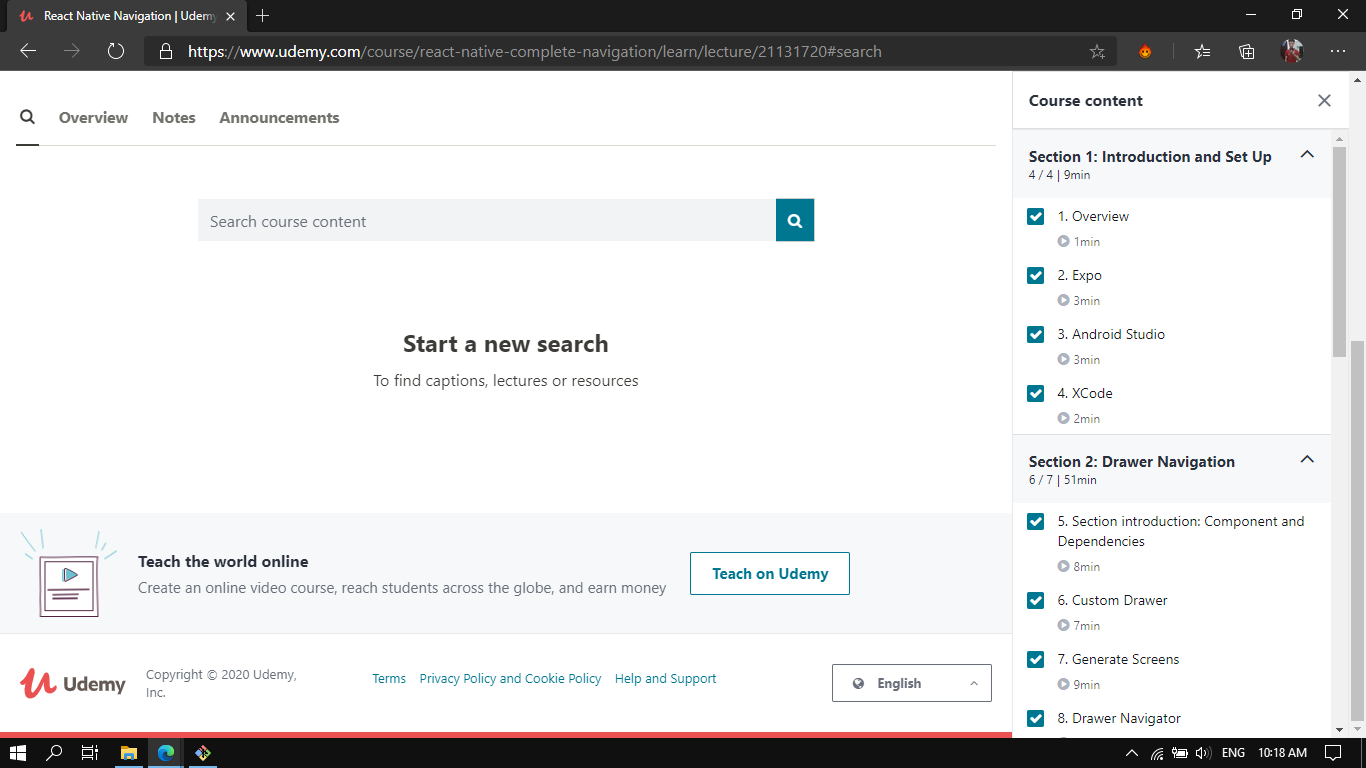 React Native Navigation | Udem
https://www.udemy.com/course/react-native-complete-navigation/learn/lecture/21131720#search
Overview Notes Announcements
Search course content
Start a new search
To find captions, lectures or resources
Teach the world online
Create an online video course, reach students across the globe, and earn money
Teach on Udemy
Udemy
Copyright © 2020 Udemy,
Inc.
Terms Privacy Policy and Cookie Policy Help and Support
English
Course content
Section 1: Introduction and Set Up
4 / 4 | 9min
1. Overview
1min
2. Expo
3min
3. Android Studio
3min
4. XCode
2min
Section 2: Drawer Navigation
6 / 7 | 51min
5. Section introduction: Component and
Dependencies
8min
6. Custom Drawer
7min
7. Generate Screens
9min
8. Drawer Navigator
ENG 10:18 AM